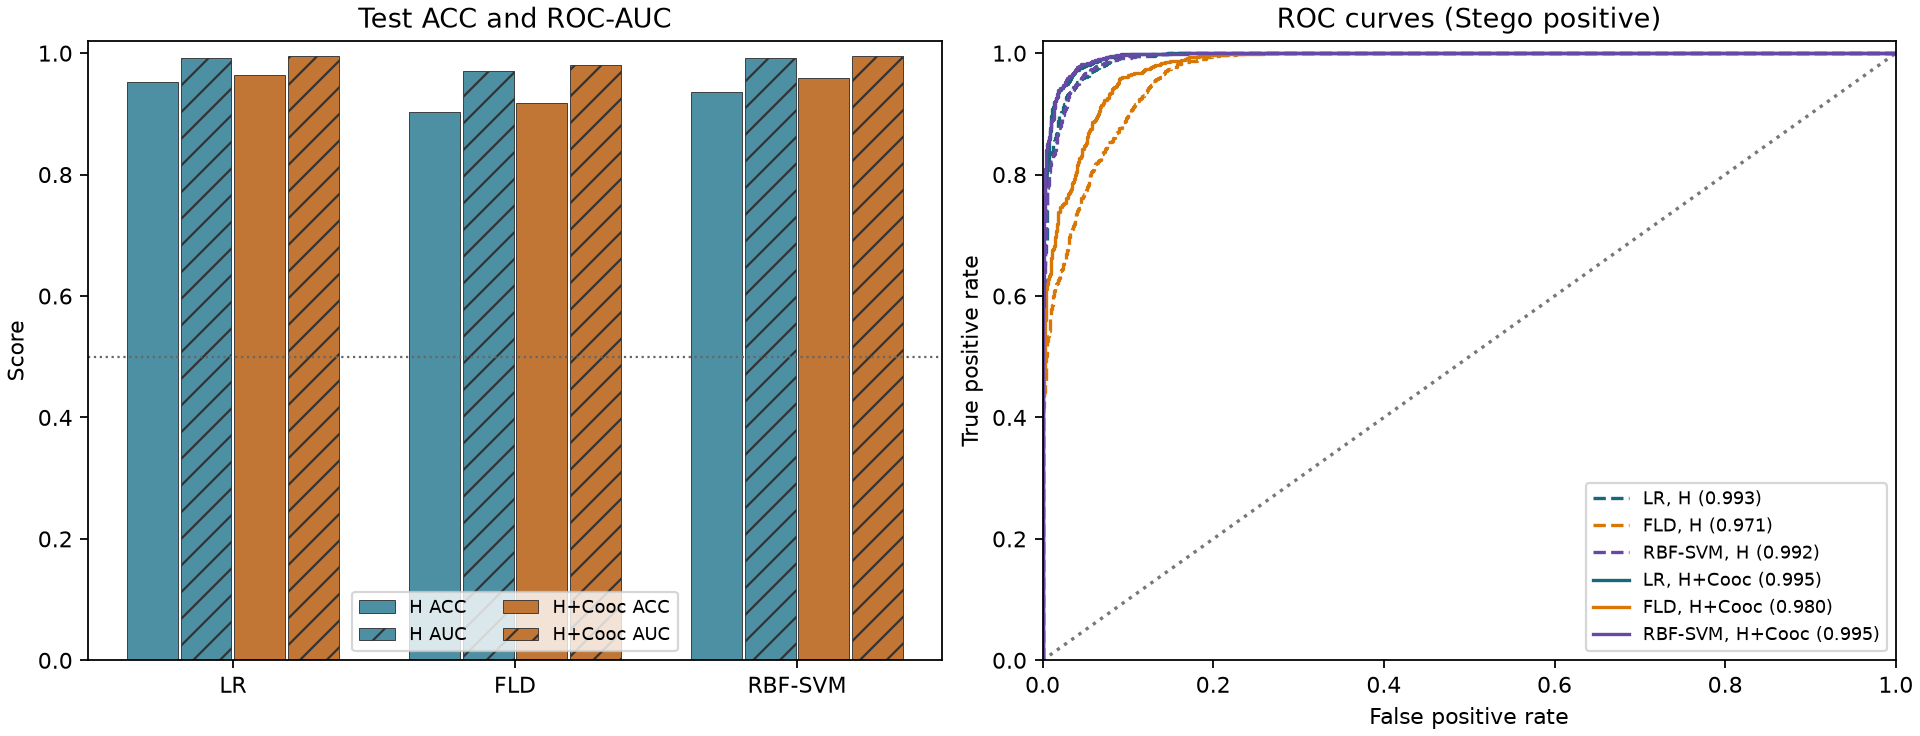 Test ACC and ROC-AUC
Score
1.0
0.8
0.6
0.4
0.2
0.0
LR
FLD
RBF-SVM
H ACC
H AUC
H+Cooc ACC
H+Cooc AUC
ROC curves (Stego positive)
True positive rate
1.0
0.8
0.6
0.4
0.2
0.0
0.0
0.2
0.4
0.6
0.8
1.0
False positive rate
LR, H (0.993)
FLD, H (0.971)
RBF-SVM, H (0.992)
LR, H+Cooc (0.995)
FLD, H+Cooc (0.980)
RBF-SVM, H+Cooc (0.995)